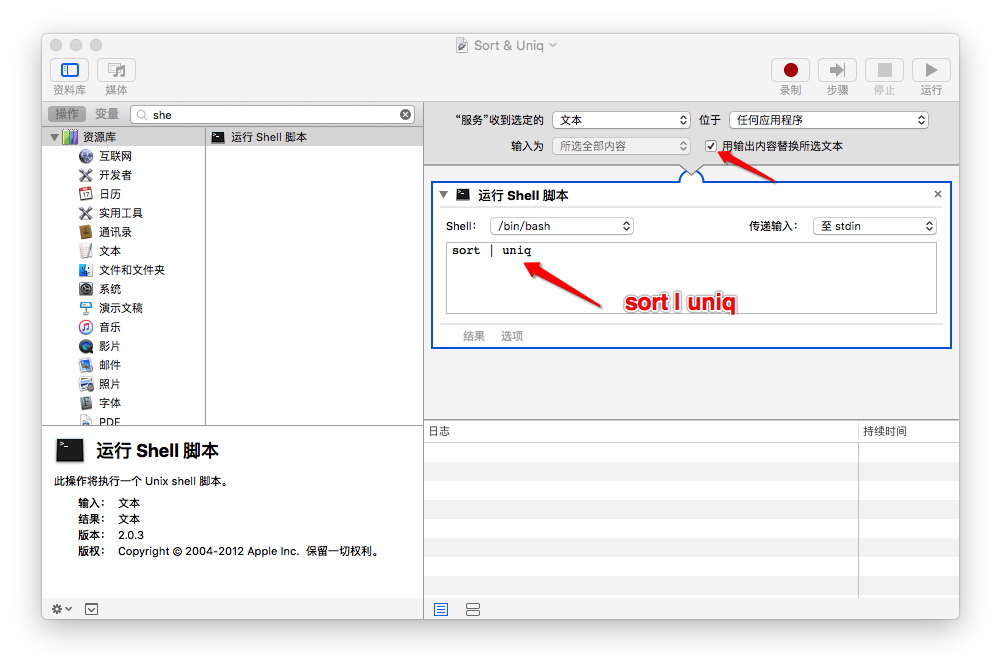 Sort & Uniq
资料库
媒体
录制
步骤
停止
运行
操作
变量
she
资源库
互联网
开发者
日历
实用工具
通讯录
文本
文件和文件夹
系统
演示文稿
音乐
影片
邮件
照片
字体
PDF
运行 Shell 脚本
“服务”收到选定的
文本
位于
任何应用程序
输入为
所选全部内容
用输出内容替换所选文本
运行 Shell 脚本
Shell：
/bin/bash
传递输入：
至 stdin
sort | uniq
sort | uniq
结果
选项
运行 Shell 脚本
此操作将执行一个 Unix shell 脚本。
输入： 文本
结果： 文本
版本： 2.0.3
版权： Copyright © 2004-2012 Apple Inc. 保留一切权利。
日志
持续时间